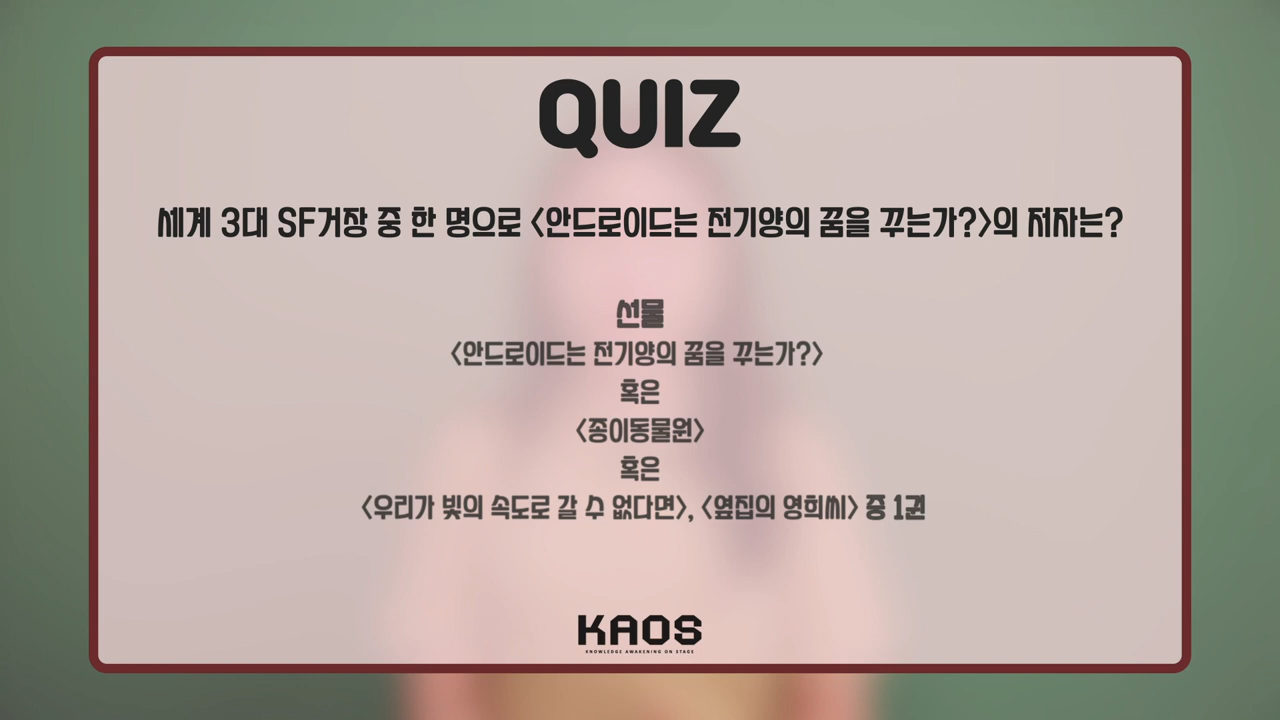 QUIZ
세계 3대 SF거장 중 한 명으로 <안드로이드는 전기양의 꿈을 꾸는가?>의 저자는?
선물
<안드로이드는 전기양의 꿈을 꾸는가?>
혹은
<종이동물원>
혹은
<우리가 빛의 속도로 갈 수 없다면>, <옆집의 영희씨> 중 1권
KAOS
KNOWLEDGE AWAKENING ON STAGE